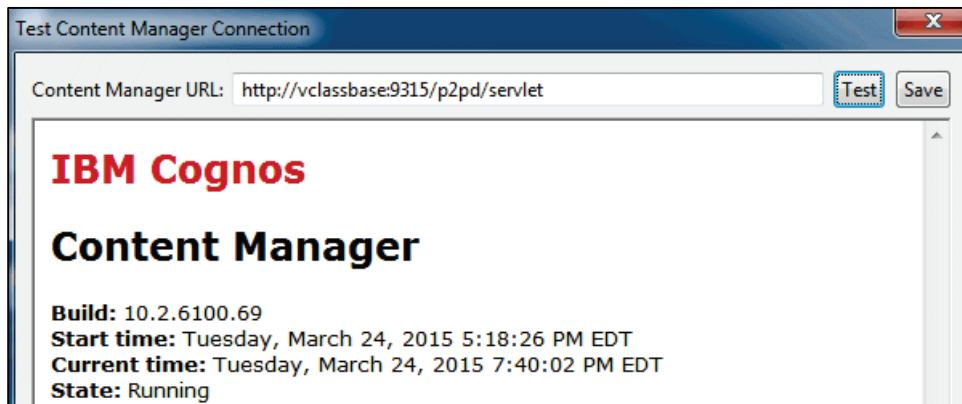 Test Content Manager Connection
Content Manager URL: http://vclassbase:9315/p2pd/servlet Test Save
IBM Cognos
Content Manager
Build: 10.2.6100.69
Start time: Tuesday, March 24, 2015 5:18:26 PM EDT
Current time: Tuesday, March 24, 2015 7:40:02 PM EDT
State: Running